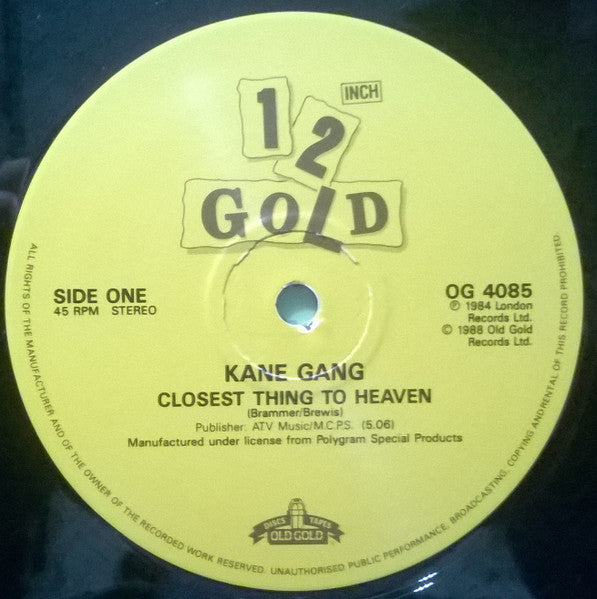 12 INCH
GOLD
SIDE ONE
45 RPM STEREO
OG 4085
℗ 1984 London
Records Ltd.
© 1988 Old Gold
Records Ltd.
KANE GANG
CLOSEST THING TO HEAVEN
(Brammer/Brewis)
Publisher: ATV Music/M.C.P.S. (5.06)
Manufactured under license from Polygram Special Products
DISCS TAPES
OLD GOLD
ALL RIGHTS OF THE MANUFACTURER AND OF THE OWNER OF THE RECORDED WORK RESERVED. UNAUTHORISED PUBLIC PERFORMANCE, BROADCASTING, COPYING AND RENTAL OF THIS RECORD PROHIBITED